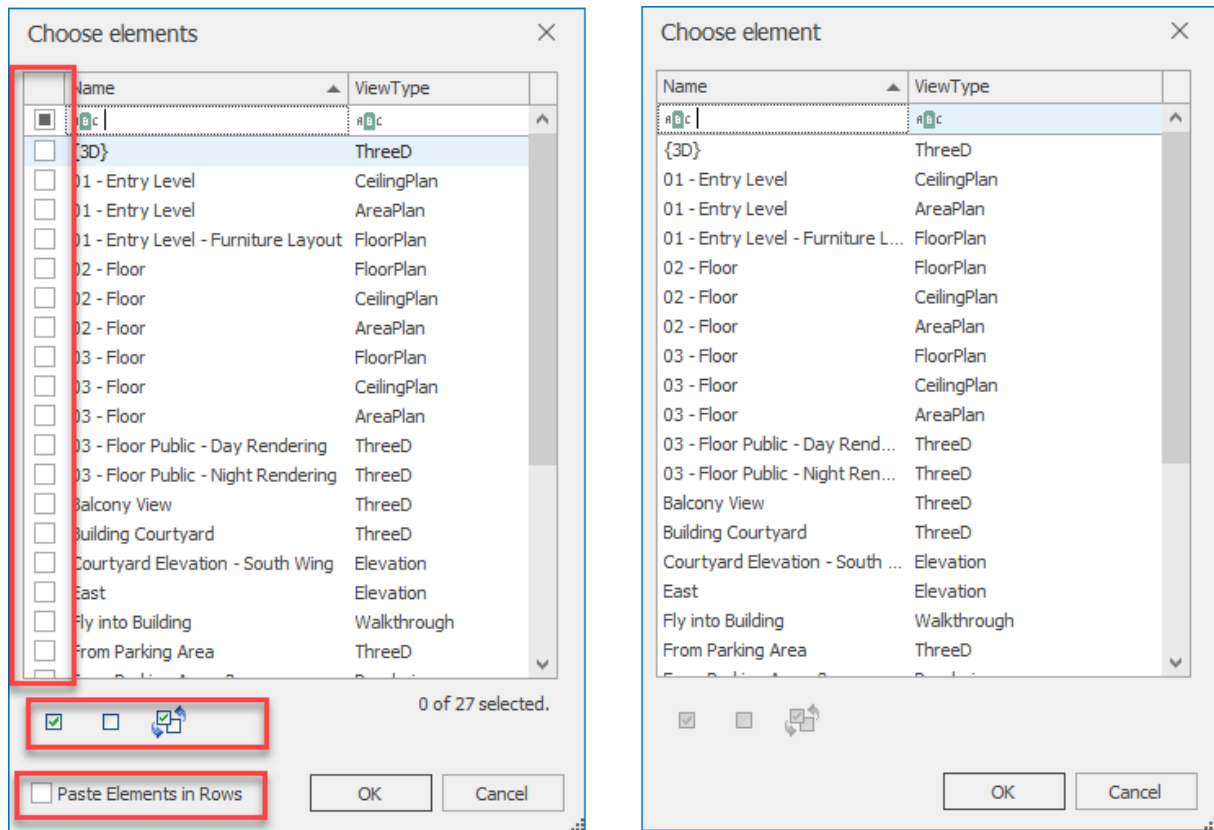 Choose elements
Name ViewType
ABC ABC
{3D} ThreeD
01 - Entry Level CeilingPlan
01 - Entry Level AreaPlan
01 - Entry Level - Furniture Layout FloorPlan
02 - Floor FloorPlan
02 - Floor CeilingPlan
02 - Floor AreaPlan
03 - Floor FloorPlan
03 - Floor CeilingPlan
03 - Floor AreaPlan
03 - Floor Public - Day Rendering ThreeD
03 - Floor Public - Night Rendering ThreeD
Balcony View ThreeD
Building Courtyard ThreeD
Courtyard Elevation - South Wing Elevation
East Elevation
Fly into Building Walkthrough
From Parking Area ThreeD
0 of 27 selected.
Paste Elements in Rows OK Cancel
Choose element
Name ViewType
ABC ABC
{3D} ThreeD
01 - Entry Level CeilingPlan
01 - Entry Level AreaPlan
01 - Entry Level - Furniture L... FloorPlan
02 - Floor FloorPlan
02 - Floor CeilingPlan
02 - Floor AreaPlan
03 - Floor FloorPlan
03 - Floor CeilingPlan
03 - Floor AreaPlan
03 - Floor Public - Day Rend... ThreeD
03 - Floor Public - Night Ren... ThreeD
Balcony View ThreeD
Building Courtyard ThreeD
Courtyard Elevation - South ... Elevation
East Elevation
Fly into Building Walkthrough
From Parking Area ThreeD
OK Cancel